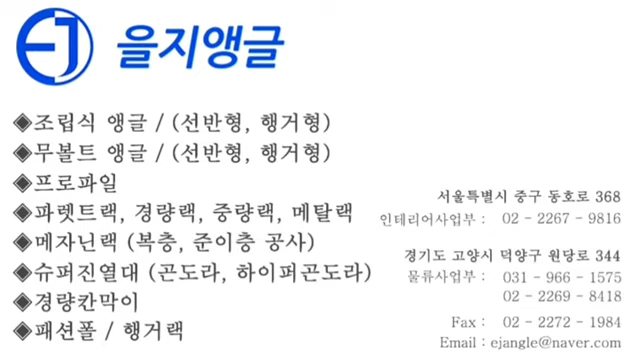 EJ 을지앵글
◈조립식 앵글 / (선반형, 행거형)
◈무볼트 앵글 / (선반형, 행거형)
◈프로파일
◈파렛트랙, 경량랙, 중량랙, 메탈랙
◈메자닌랙 (복층, 준이층 공사)
◈슈퍼진열대 (곤도라, 하이퍼곤도라)
◈경량칸막이
◈패션폴 / 행거랙
서울특별시 중구 동호로 368
인테리어사업부 : 02 - 2267 - 9816
경기도 고양시 덕양구 원당로 344
물류사업부 : 031 - 966 - 1575
02 - 2269 - 8418
Fax : 02 - 2272 - 1984
Email : ejangle@naver.com